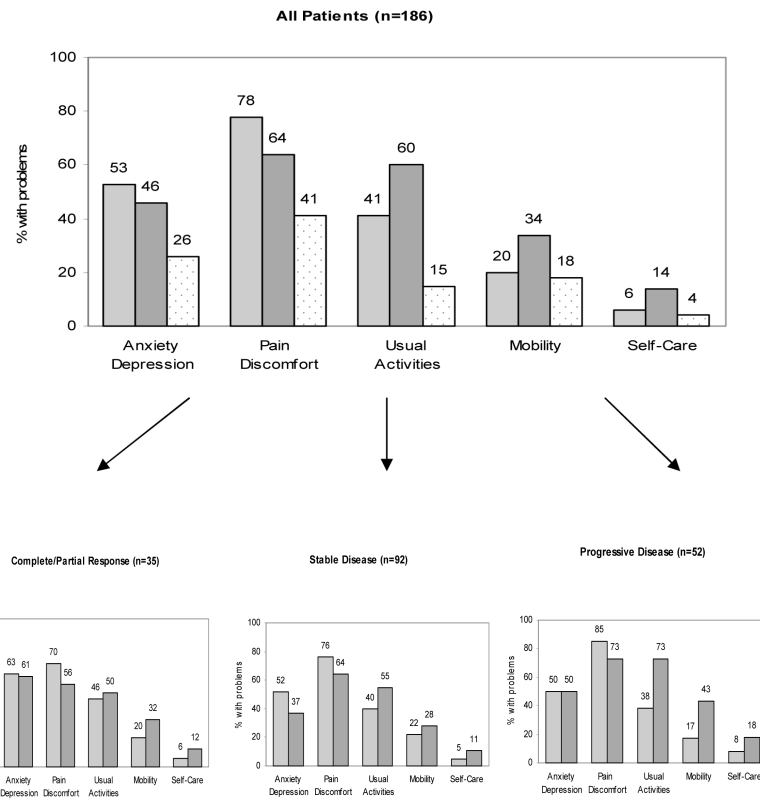 All Patients (n=186)
% with problems
100
80
60
40
20
0
53 46 26
78 64 41
41 60 15
20 34 18
6 14 4
Anxiety Pain Usual Mobility Self-Care
Depression Discomfort Activities
Complete/Partial Response (n=35)
63 61 70 56 46 50 20 32 6 12
Anxiety Pain Usual Mobility Self-Care
Depression Discomfort Activities
Stable Disease (n=92)
% with problems
100
80
60
40
20
0
52 37 76 64 40 55 22 28 5 11
Anxiety Pain Usual Mobility Self-Care
Depression Discomfort Activities
Progressive Disease (n=52)
% with problems
100
80
60
40
20
0
50 50 85 73 38 73 17 43 8 18
Anxiety Pain Usual Mobility Self-Care
Depression Discomfort Activities